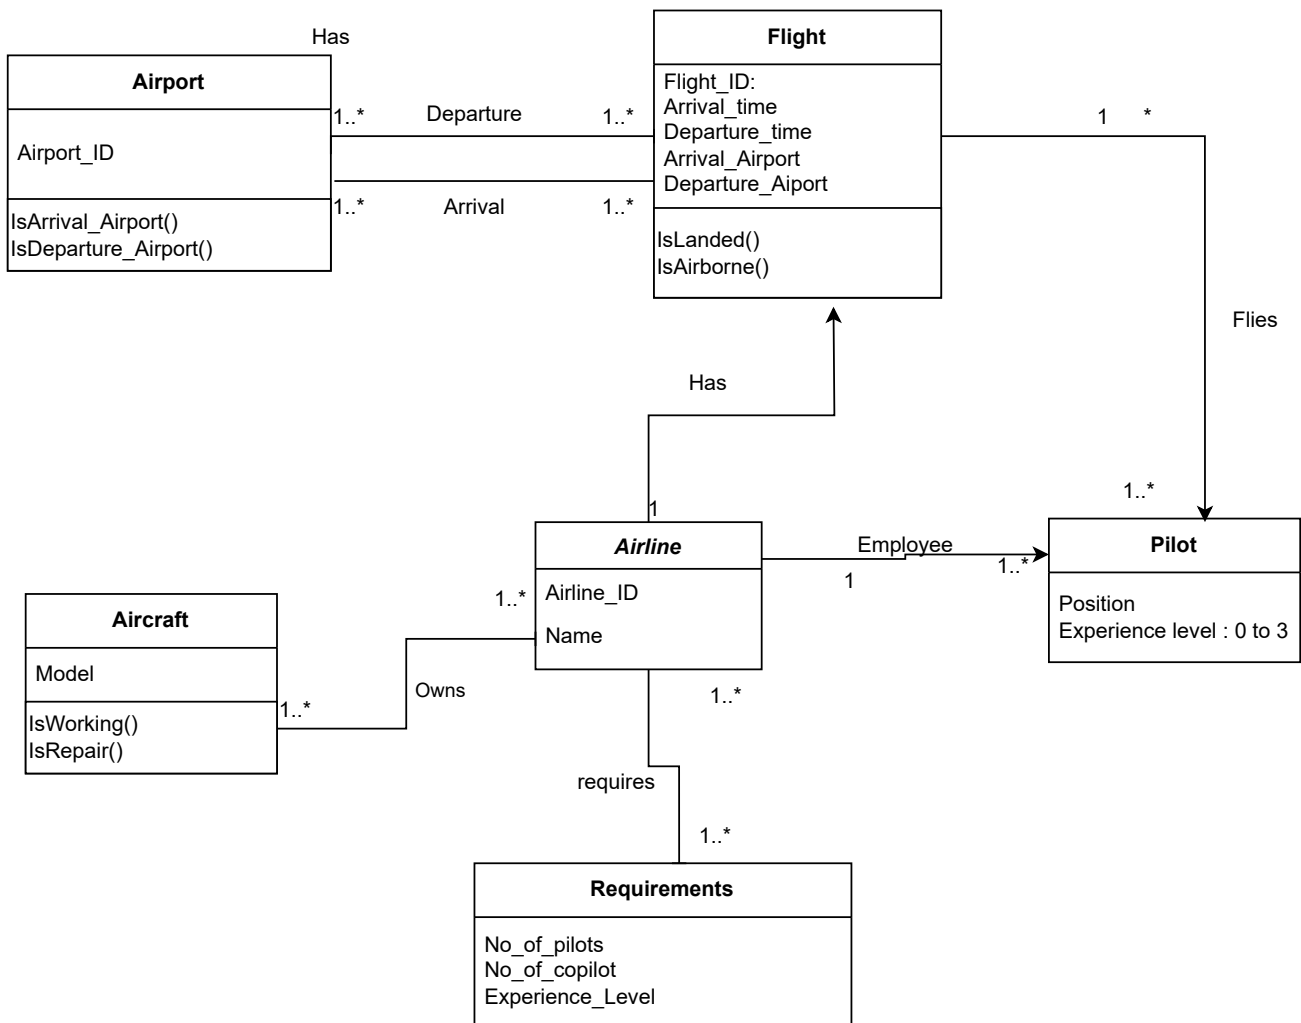 Has
Airport
Airport_ID
IsArrival_Airport()
IsDeparture_Airport()
1..*
Departure
1..*
1..*
Arrival
1..*
Flight
Flight_ID:
Arrival_time
Departure_time
Arrival_Airport
Departure_Aiport
IsLanded()
IsAirborne()
1 *
Flies
1..*
Has
1
Airline
Airline_ID
Name
Employee
1
1..*
Pilot
Position
Experience level : 0 to 3
1..*
Aircraft
Model
IsWorking()
IsRepair()
1..*
Owns
1..*
requires
1..*
Requirements
No_of_pilots
No_of_copilot
Experience_Level